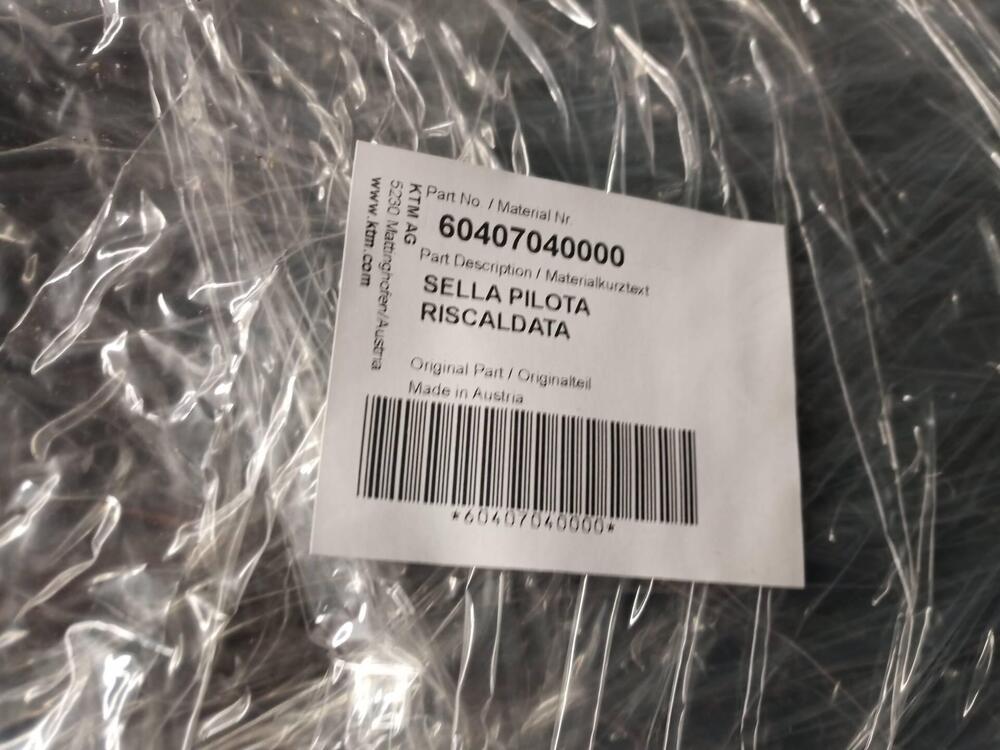 KTM AG
5230 Mattinghofen/Austria
www.ktm.com
Part No. / Material Nr.
60407040000
Part Description / Materialkurztext
SELLA PILOTA
RISCALDATA
Original Part / Originalteil
Made in Austria
*60407040000*